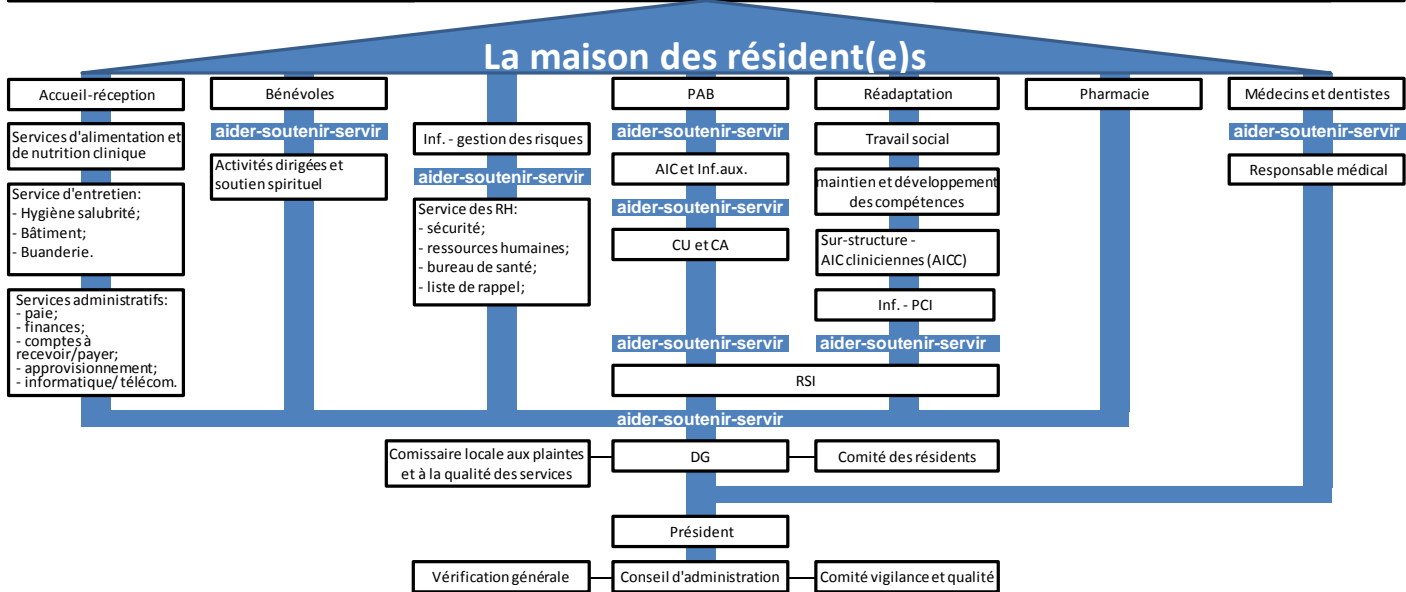 La maison des résident(e)s
Accueil-réception
Services d'alimentation et
de nutrition clinique
Service d'entretien:
- Hygiène salubrité;
- Bâtiment;
- Buanderie.
Services administratifs:
- paie;
- finances;
- comptes à
recevoir/payer;
- approvisionnement;
- informatique/ télécom.
Bénévoles
aider-soutenir-servir
Activités dirigées et
soutien spirituel
Inf. - gestion des risques
aider-soutenir-servir
Service des RH:
- sécurité;
- ressources humaines;
- bureau de santé;
- liste de rappel;
PAB
aider-soutenir-servir
AIC et Inf.aux.
aider-soutenir-servir
CU et CA
aider-soutenir-servir
Réadaptation
Travail social
maintien et développement
des compétences
Sur-structure -
AIC cliniciennes (AICC)
Inf. - PCI
aider-soutenir-servir
RSI
Pharmacie
Médecins et dentistes
aider-soutenir-servir
Responsable médical
aider-soutenir-servir
Comissaire locale aux plaintes
et à la qualité des services
DG
Comité des résidents
Président
Vérification générale
Conseil d'administration
Comité vigilance et qualité